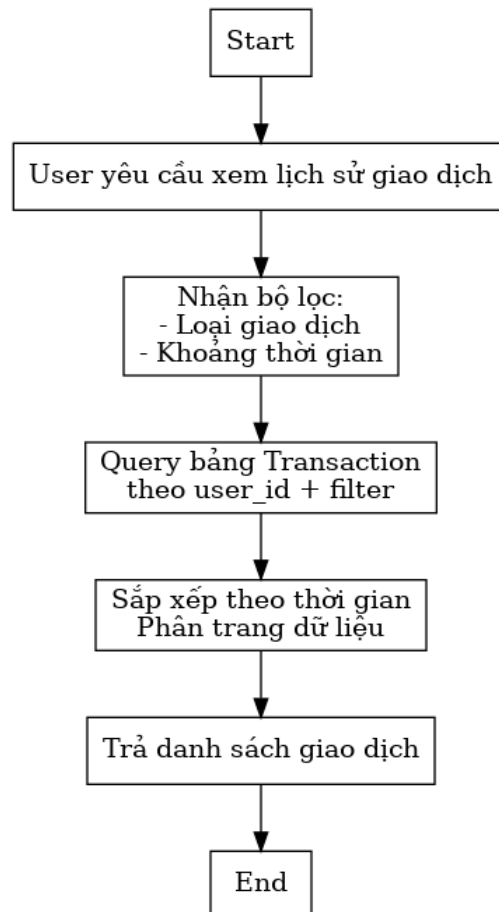 Start
User yêu cầu xem lịch sử giao dịch
Nhận bộ lọc:
- Loại giao dịch
- Khoảng thời gian
Query bảng Transaction
theo user_id + filter
Sắp xếp theo thời gian
Phân trang dữ liệu
Trả danh sách giao dịch
End